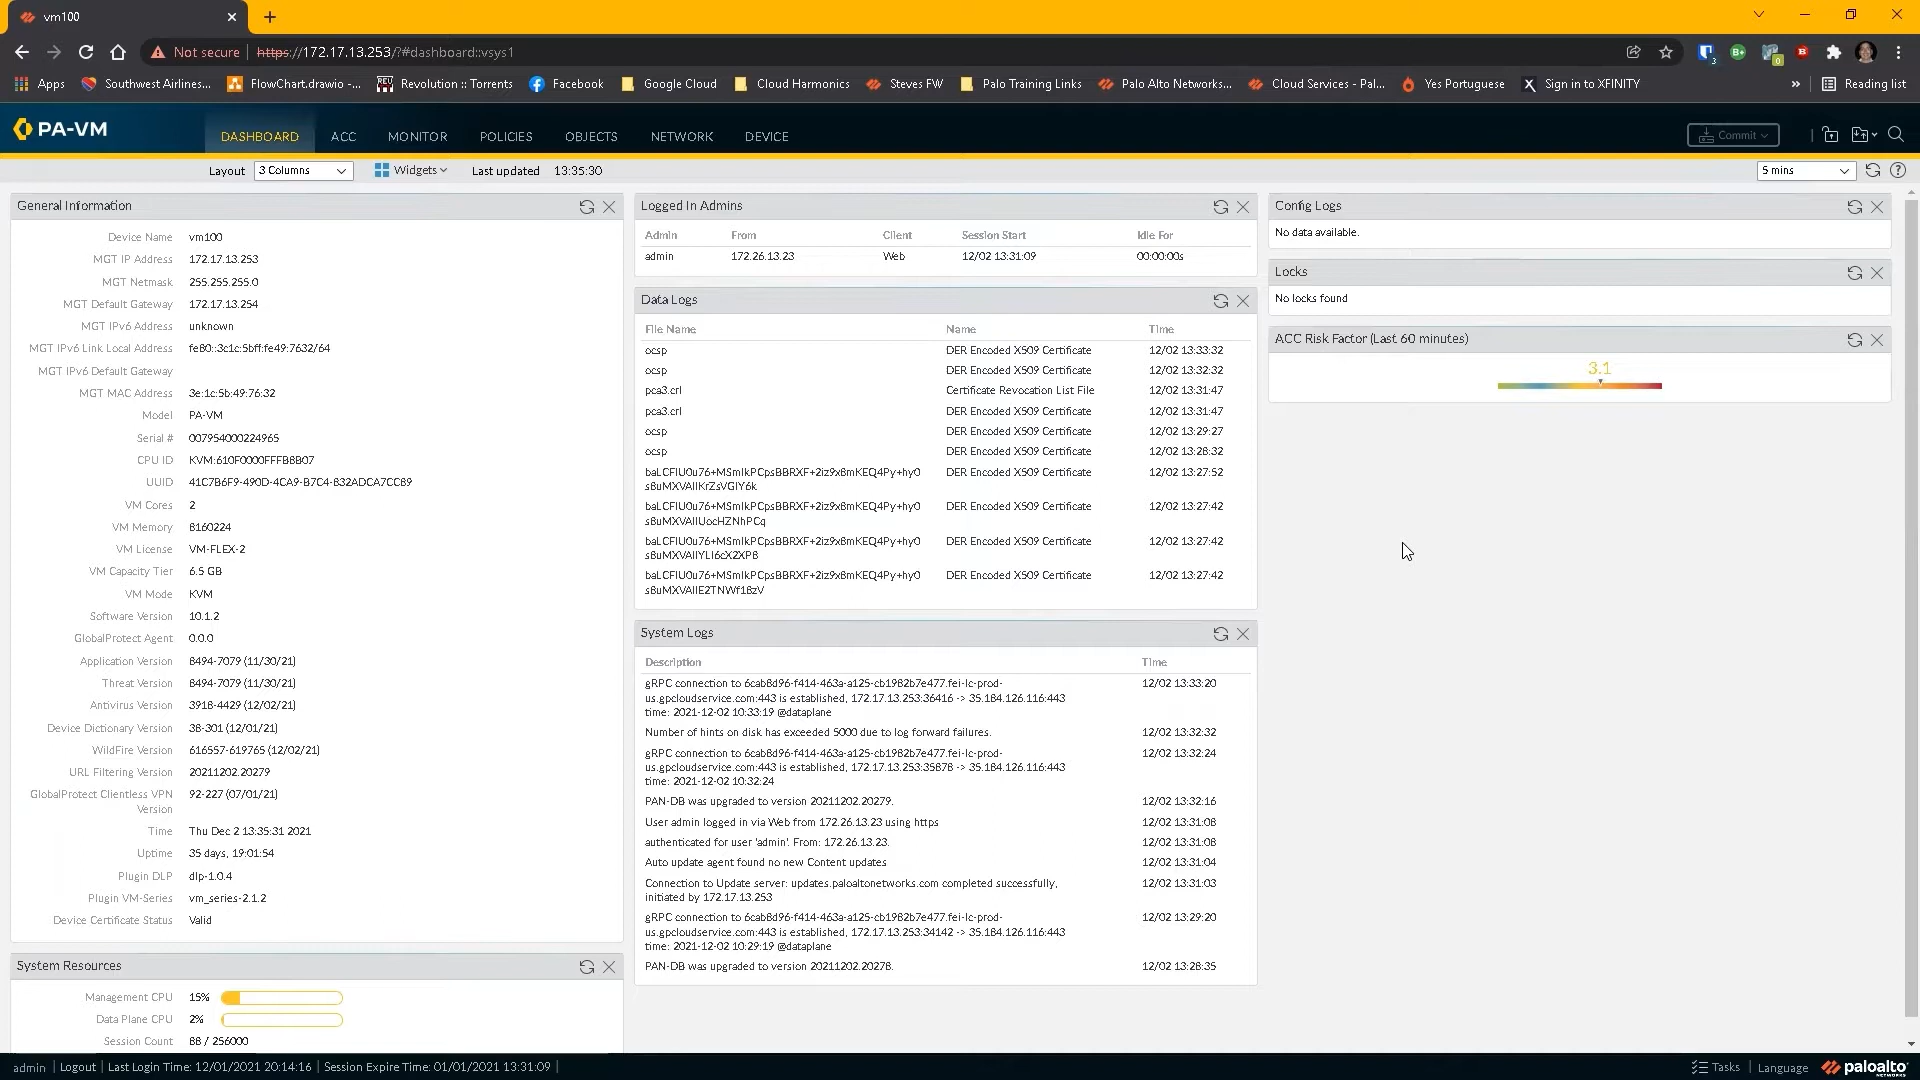 vm100
Not secure https://172.17.13.253/?#dashboard::vsys1
Apps Southwest Airlines... FlowChart.drawio -... Revolution :: Torrents Facebook Google Cloud Cloud Harmonics Steves FW Palo Training Links Palo Alto Networks... Cloud Services - Pal... Yes Portuguese Sign in to XFINITY » Reading list
PA-VM DASHBOARD ACC MONITOR POLICIES OBJECTS NETWORK DEVICE Commit
Layout 3 Columns Widgets Last updated 13:35:30 5 mins
General Information
Device Name vm100
MGT IP Address 172.17.13.253
MGT Netmask 255.255.255.0
MGT Default Gateway 172.17.13.254
MGT IPv6 Address unknown
MGT IPv6 Link Local Address fe80::3c1c:5bff:fe49:7632/64
MGT IPv6 Default Gateway
MGT MAC Address 3e:1c:5b:49:76:32
Model PA-VM
Serial # 007954000224965
CPU ID KVM:610F0000FFFB8B07
UUID 41C7B6F9-490D-4CA9-B7C4-832ADCA7CC89
VM Cores 2
VM Memory 8160224
VM License VM-FLEX-2
VM Capacity Tier 6.5 GB
VM Mode KVM
Software Version 10.1.2
GlobalProtect Agent 0.0.0
Application Version 8494-7079 (11/30/21)
Threat Version 8494-7079 (11/30/21)
Antivirus Version 3918-4429 (12/02/21)
Device Dictionary Version 38-301 (12/01/21)
WildFire Version 616557-619765 (12/02/21)
URL Filtering Version 20211202.20279
GlobalProtect Clientless VPN 92-227 (07/01/21)
Version
Time Thu Dec 2 13:35:31 2021
Uptime 35 days, 19:01:54
Plugin DLP dlp-1.0.4
Plugin VM-Series vm_series-2.1.2
Device Certificate Status Valid
System Resources
Management CPU 15%
Data Plane CPU 2%
Session Count 88 / 256000
Logged In Admins
Admin From Client Session Start Idle For
admin 172.26.13.23 Web 12/02 13:31:09 00:00:00s
Data Logs
File Name Name Time
ocsp DER Encoded X509 Certificate 12/02 13:33:32
ocsp DER Encoded X509 Certificate 12/02 13:32:32
pca3.crl Certificate Revocation List File 12/02 13:31:47
pca3.crl DER Encoded X509 Certificate 12/02 13:31:47
ocsp DER Encoded X509 Certificate 12/02 13:29:27
ocsp DER Encoded X509 Certificate 12/02 13:28:32
DER Encoded X509 Certificate 12/02 13:27:52
DER Encoded X509 Certificate 12/02 13:27:42
DER Encoded X509 Certificate 12/02 13:27:42
DER Encoded X509 Certificate 12/02 13:27:42
System Logs
Description Time
gRPC connection to 6cab8d96-f414-463a-a125-cb1982b7e477.fei-lc-prod- 12/02 13:33:20
us.gpcloudservice.com:443 is established, 172.17.13.253:36416 -> 35.184.126.116:443
time: 2021-12-02 10:33:19 @dataplane
Number of hints on disk has exceeded 5000 due to log forward failures. 12/02 13:32:32
gRPC connection to 6cab8d96-f414-463a-a125-cb1982b7e477.fei-lc-prod- 12/02 13:32:24
us.gpcloudservice.com:443 is established, 172.17.13.253:35878 -> 35.184.126.116:443
time: 2021-12-02 10:32:24
PAN-DB was upgraded to version 20211202.20279. 12/02 13:32:16
User admin logged in via Web from 172.26.13.23 using https 12/02 13:31:08
authenticated for user 'admin'. From: 172.26.13.23. 12/02 13:31:08
Auto update agent found no new Content updates 12/02 13:31:04
Connection to Update server: updates.paloaltonetworks.com completed successfully, 12/02 13:31:03
initiated by 172.17.13.253
gRPC connection to 6cab8d96-f414-463a-a125-cb1982b7e477.fei-lc-prod- 12/02 13:29:20
us.gpcloudservice.com:443 is established, 172.17.13.253:34142 -> 35.184.126.116:443
time: 2021-12-02 10:29:19 @dataplane
PAN-DB was upgraded to version 20211202.20278. 12/02 13:28:35
Config Logs
No data available.
Locks
No locks found
ACC Risk Factor (Last 60 minutes)
3.1
admin | Logout | Last Login Time: 12/01/2021 20:14:16 | Session Expire Time: 01/01/2021 13:31:09 |
Tasks | Language paloalto NETWORKS